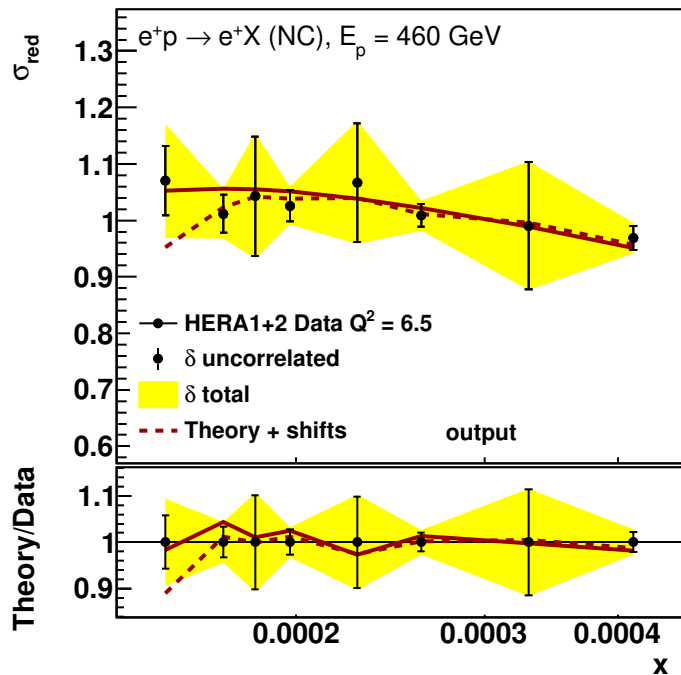 e⁺p → e⁺X (NC), E_p = 460 GeV
σ_red
1.3
1.2
1.1
1
0.9
0.8
0.7
0.6
HERA1+2 Data Q² = 6.5
δ uncorrelated
δ total
Theory + shifts
output
Theory/Data
1.1
1
0.9
0.0002
0.0003
0.0004
x